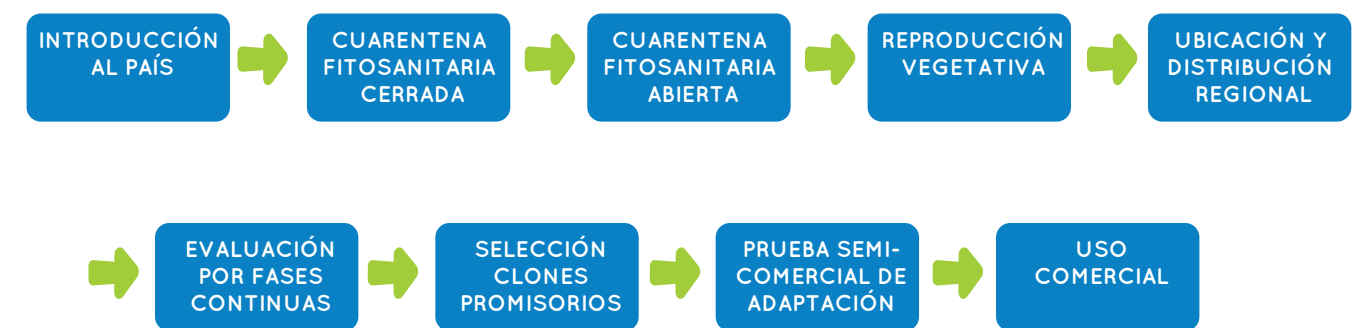 INTRODUCCIÓN
AL PAÍS
CUARENTENA
FITOSANITARIA
CERRADA
CUARENTENA
FITOSANITARIA
ABIERTA
REPRODUCCIÓN
VEGETATIVA
UBICACIÓN Y
DISTRIBUCIÓN
REGIONAL
EVALUACIÓN
POR FASES
CONTINUAS
SELECCIÓN
CLONES
PROMISORIOS
PRUEBA SEMI-
COMERCIAL DE
ADAPTACIÓN
USO
COMERCIAL